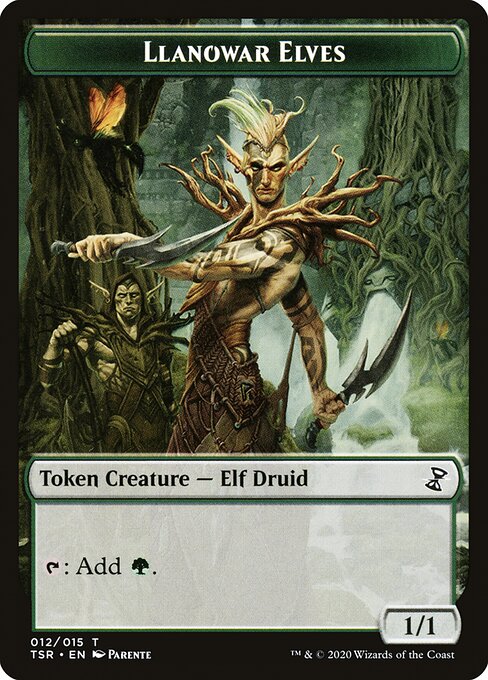 Llanowar Elves
Token Creature — Elf Druid
: Add .
1/1
012/015 T
TSR • EN Parente
™ & © 2020 Wizards of the Coast